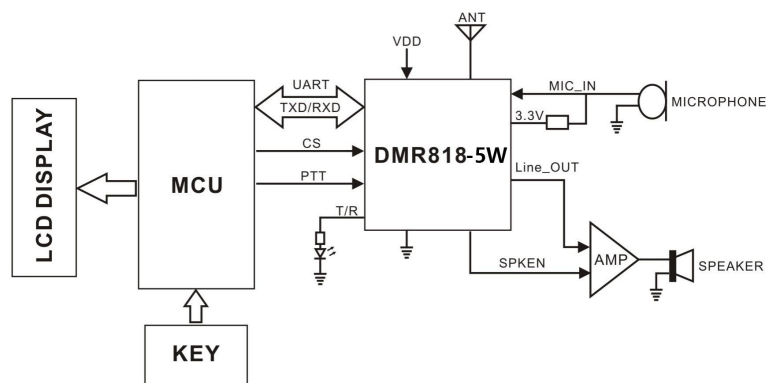 ANT
VDD
UART
TXD/RXD
MIC_IN
MICROPHONE
3.3V
CS
DMR818-5W
LCD DISPLAY
MCU
PTT
Line_OUT
T/R
AMP
SPKEN
SPEAKER
KEY